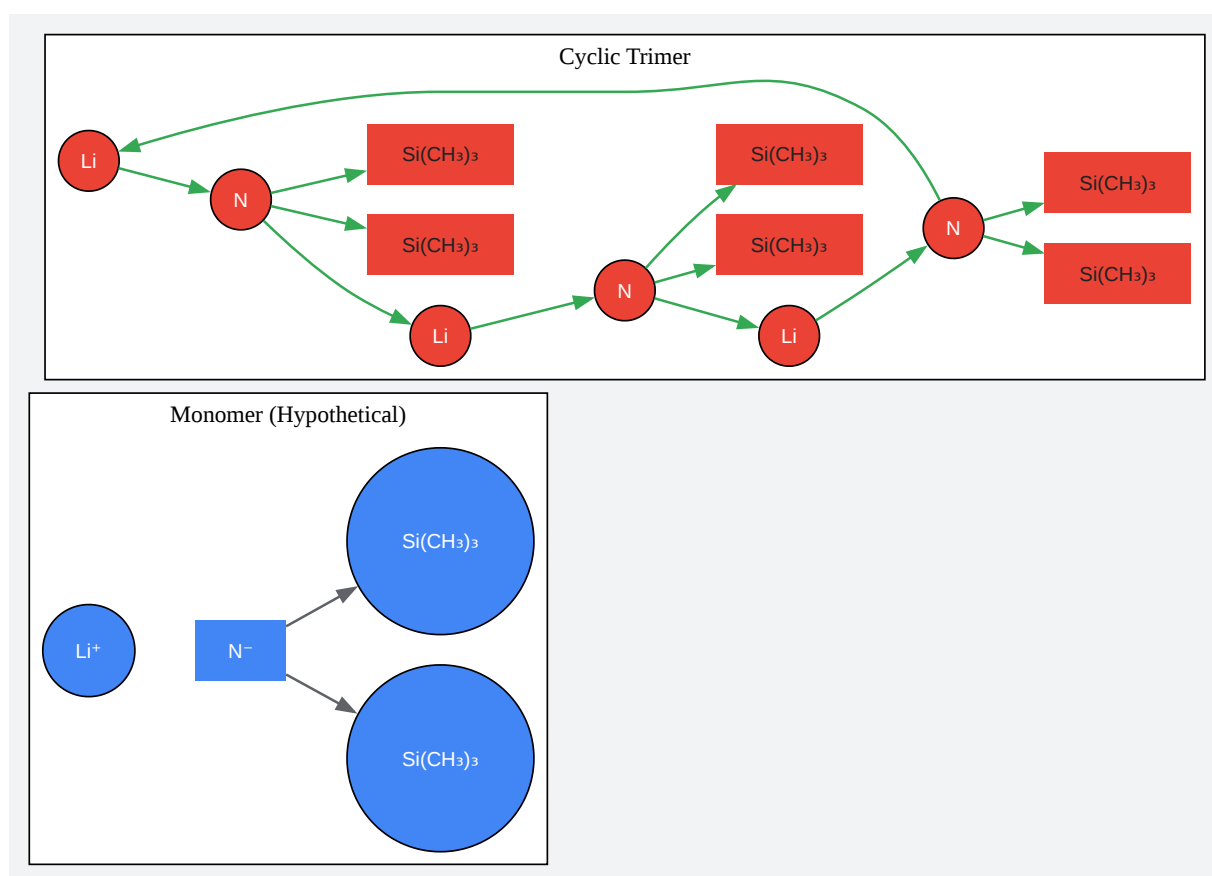 Cyclic Trimer
Li
N
Si(CH₃)₃
Si(CH₃)₃
Li
N
Si(CH₃)₃
Si(CH₃)₃
Li
N
Si(CH₃)₃
Si(CH₃)₃
Monomer (Hypothetical)
Li⁺
N⁻
Si(CH₃)₃
Si(CH₃)₃